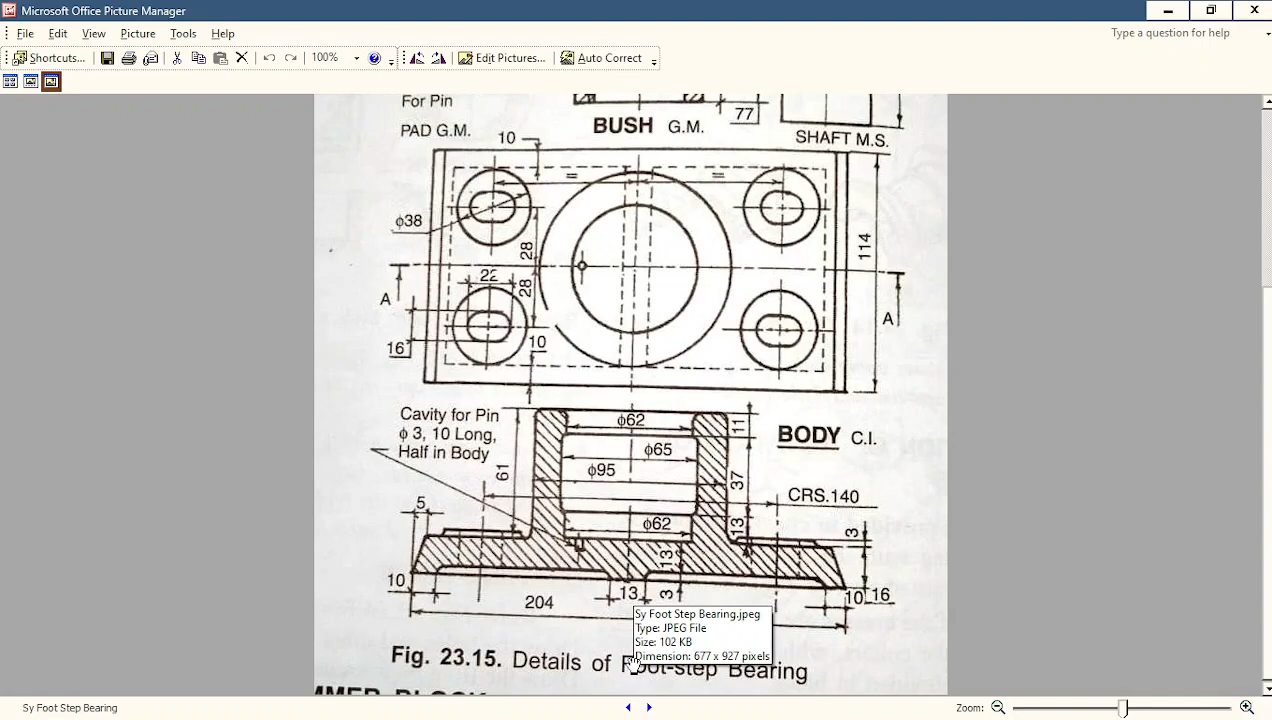 Microsoft Office Picture Manager
File Edit View Picture Tools Help
Type a question for help
Shortcuts... 100% Edit Pictures... Auto Correct
For Pin
PAD G.M.
BUSH G.M.
77
SHAFT M.S.
10
=
=
ϕ38
28
114
22
28
A
A
16
10
Cavity for Pin
ϕ 3, 10 Long,
Half in Body
ϕ62
11
BODY C.I.
ϕ65
ϕ95
61
37
CRS.140
5
ϕ62
13
3
13
10
13
3
10
16
204
Sy Foot Step Bearing.jpeg
Type: JPEG File
Size: 102 KB
Dimension: 677 x 927 pixels
Fig. 23.15. Details of Foot-step Bearing
Sy Foot Step Bearing
Zoom: